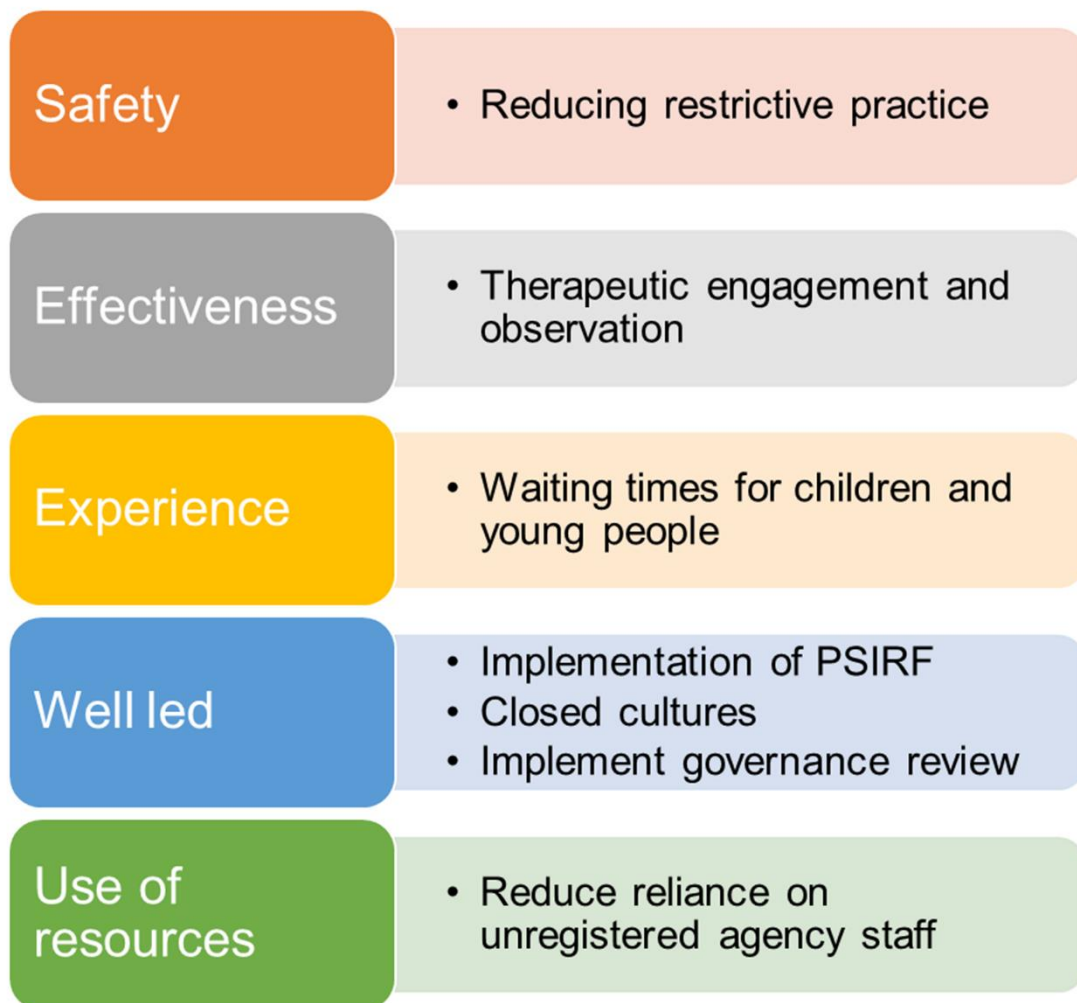 Safety
• Reducing restrictive practice
Effectiveness
• Therapeutic engagement and
observation
Experience
• Waiting times for children and
young people
Well led
• Implementation of PSIRF
• Closed cultures
• Implement governance review
Use of
resources
• Reduce reliance on
unregistered agency staff